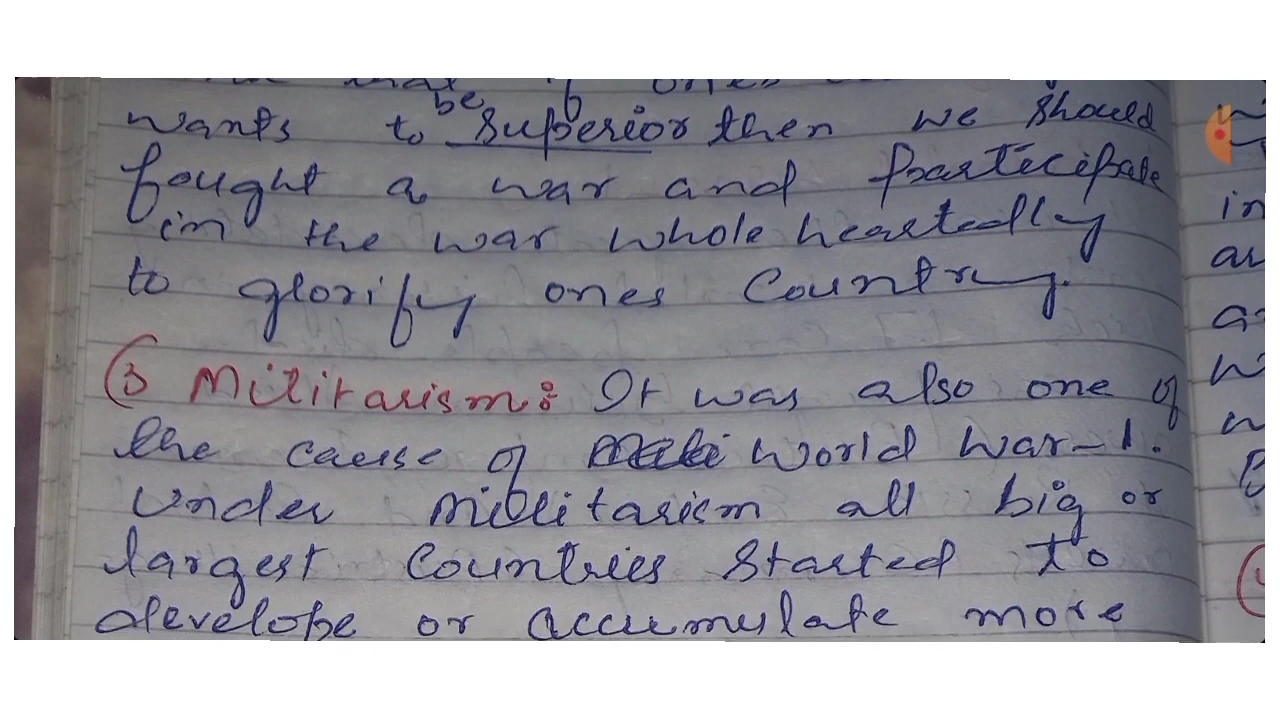 wants to be superior then we should
fought a war and participate
in the war whole heartedly
to glorify ones Country.
(3 Militarism: It was also one of
the cause of world war-1.
Under millitarism all big or
largest Countries started to
develope or accumulate more